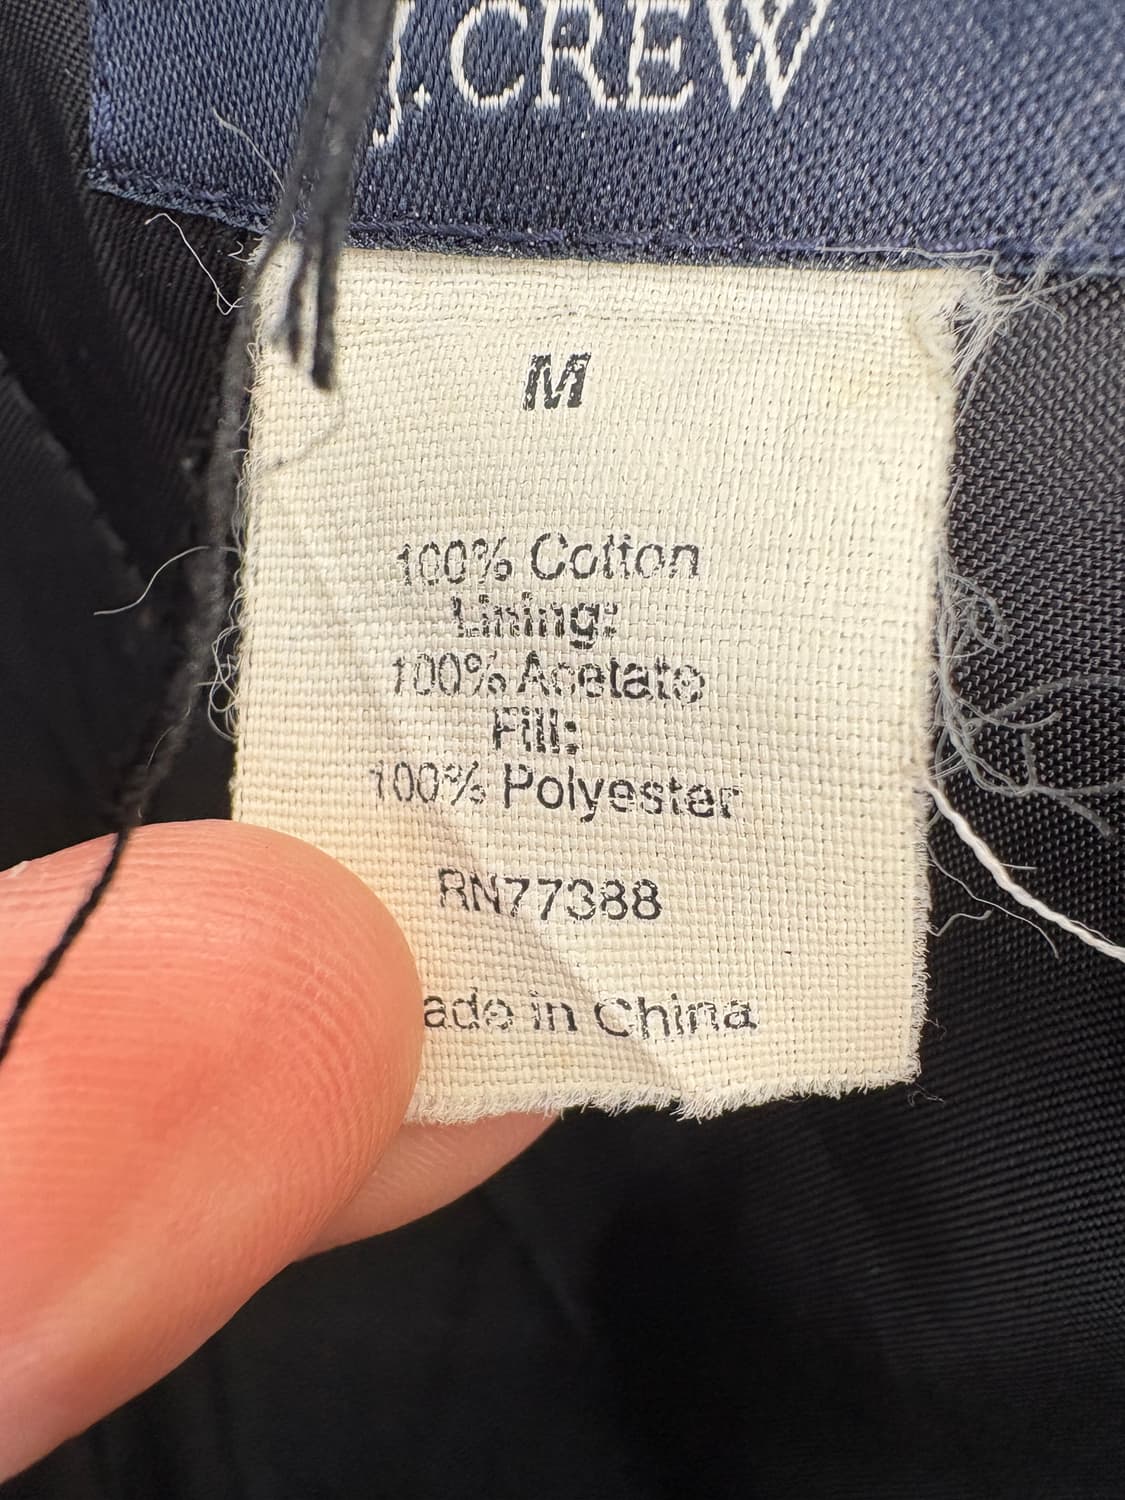 J.CREW
M
100% Cotton
Lining:
100% Acetate
Fill:
100% Polyester
RN77388
ade in China